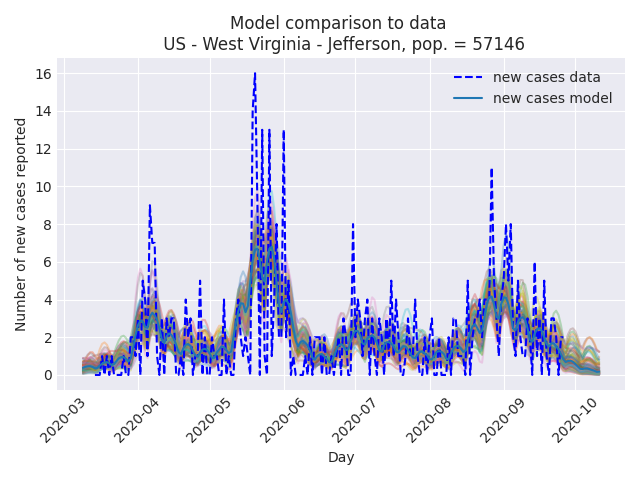 Model comparison to data
US - West Virginia - Jefferson, pop. = 57146
new cases data
new cases model
Number of new cases reported
16
14
12
10
8
6
4
2
0
2020-03
2020-04
2020-05
2020-06
2020-07
2020-08
2020-09
2020-10
Day